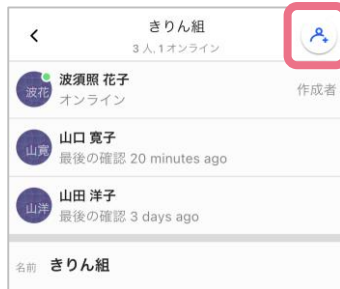 きりん組
3 人, 1 オンライン
波花
波須照 花子
オンライン
作成者
山寛
山口 寛子
最後の確認 20 minutes ago
山洋
山田 洋子
最後の確認 3 days ago
名前 きりん組